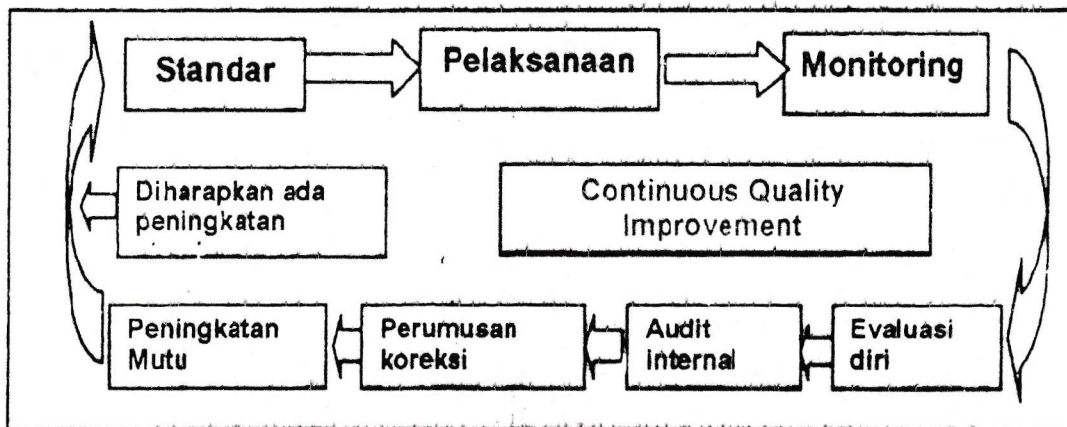 Standar
Pelaksanaan
Monitoring
Diharapkan ada
peningkatan
Continuous Quality
Improvement
Peningkatan
Mutu
Perumusan
koreksi
Audit
internal
Evaluasi
diri